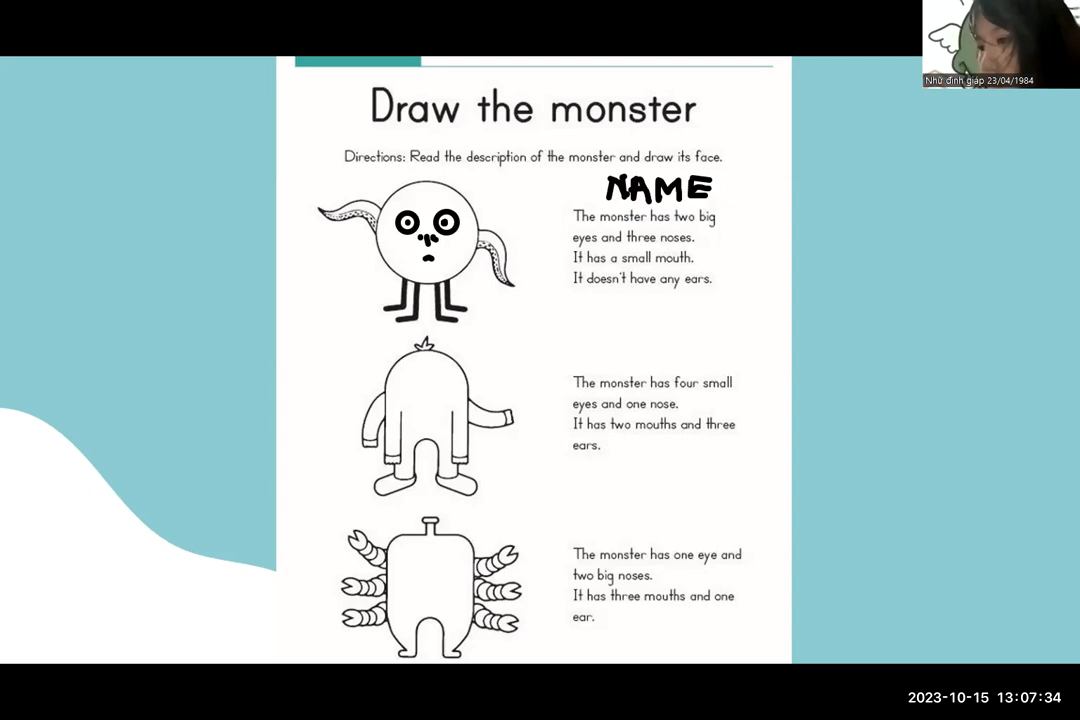 Nhữ đình giáp 23/04/1984
Draw the monster
Directions: Read the description of the monster and draw its face.
NAME
The monster has two big
eyes and three noses.
It has a small mouth.
It doesn't have any ears.
The monster has four small
eyes and one nose.
It has two mouths and three
ears.
The monster has one eye and
two big noses.
It has three mouths and one
ear.
2023-10-15 13:07:34